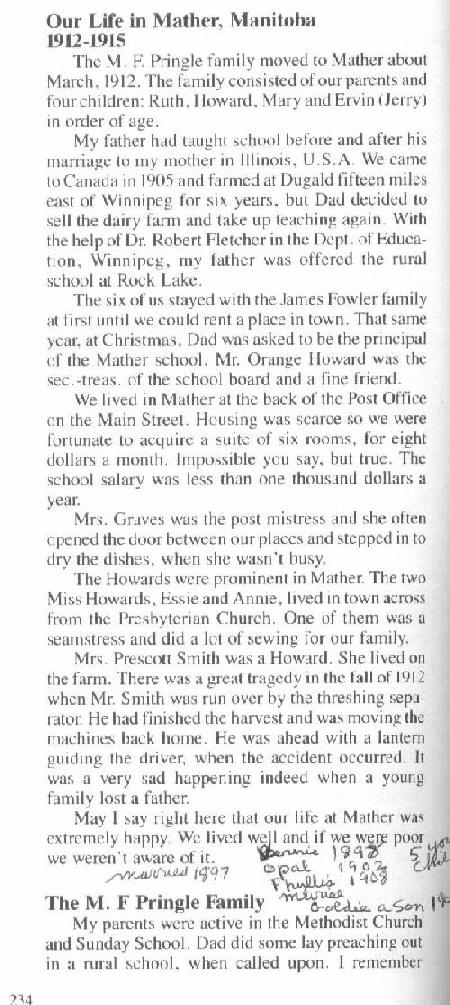 Our Life in Mather, Manitoba
1912-1915
The M. F. Pringle family moved to Mather about
March, 1912. The family consisted of our parents and
four children: Ruth, Howard, Mary and Ervin (Jerry)
in order of age.
My father had taught school before and after his
marriage to my mother in Illinois, U.S.A. We came
to Canada in 1905 and farmed at Dugald fifteen miles
east of Winnipeg for six years, but Dad decided to
sell the dairy farm and take up teaching again. With
the help of Dr. Robert Fletcher in the Dept. of Educa-
tion, Winnipeg, my father was offered the rural
school at Rock Lake.
The six of us stayed with the James Fowler family
at first until we could rent a place in town. That same
year, at Christmas, Dad was asked to be the principal
of the Mather school. Mr. Orange Howard was the
sec.-treas. of the school board and a fine friend.
We lived in Mather at the back of the Post Office
on the Main Street. Housing was scarce so we were
fortunate to acquire a suite of six rooms, for eight
dollars a month. Impossible you say, but true. The
school salary was less than one thousand dollars a
year.
Mrs. Graves was the post mistress and she often
opened the door between our places and stepped in to
dry the dishes, when she wasn't busy.
The Howards were prominent in Mather. The two
Miss Howards, Essie and Annie, lived in town across
from the Presbyterian Church. One of them was a
seamstress and did a lot of sewing for our family.
Mrs. Prescott Smith was a Howard. She lived on
the farm. There was a great tragedy in the fall of 1912
when Mr. Smith was run over by the threshing sepa-
rator. He had finished the harvest and was moving the
machines back home. He was ahead with a lantern
guiding the driver, when the accident occurred. It
was a very sad happening indeed when a young
family lost a father.
May I say right here that our life at Mather was
extremely happy. We lived well and if we were poor
we weren't aware of it.
married 1897
1898
Opal 1902
Phyllis 1908
Goldie a son
5
The M. F Pringle Family
My parents were active in the Methodist Church
and Sunday School. Dad did some lay preaching out
in a rural school, when called upon. I remember
234